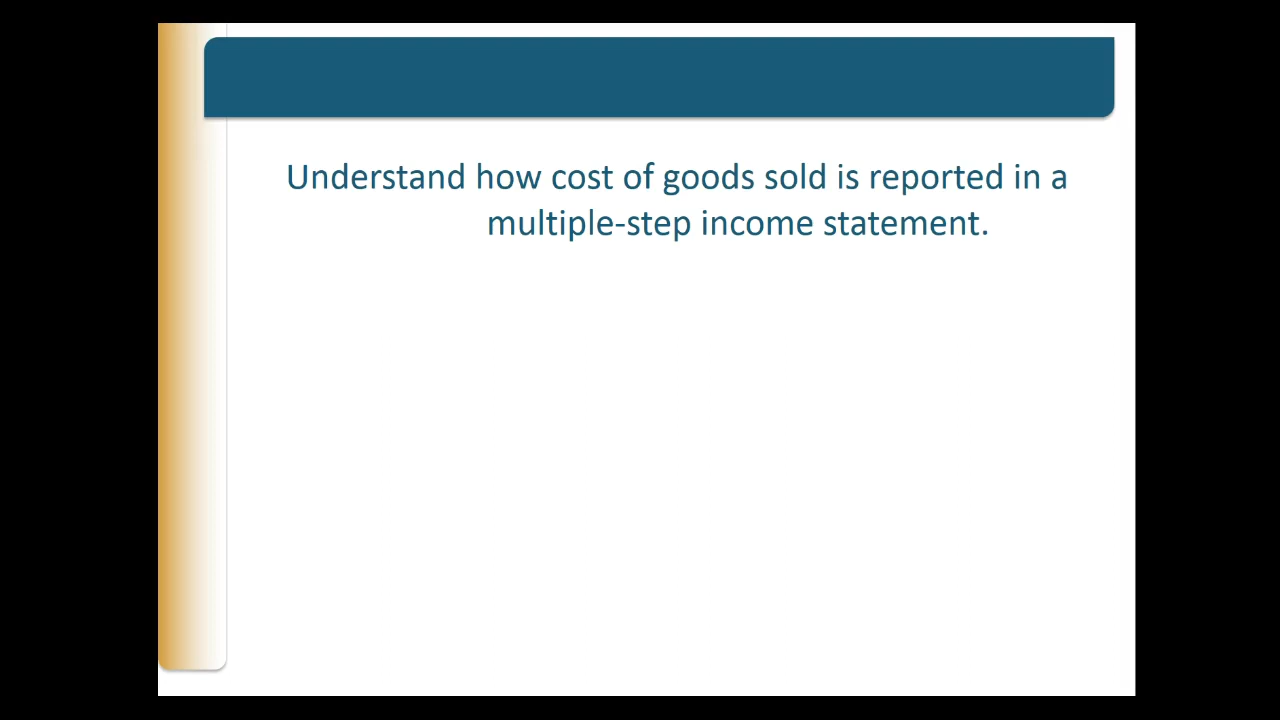 Understand how cost of goods sold is reported in a
multiple-step income statement.